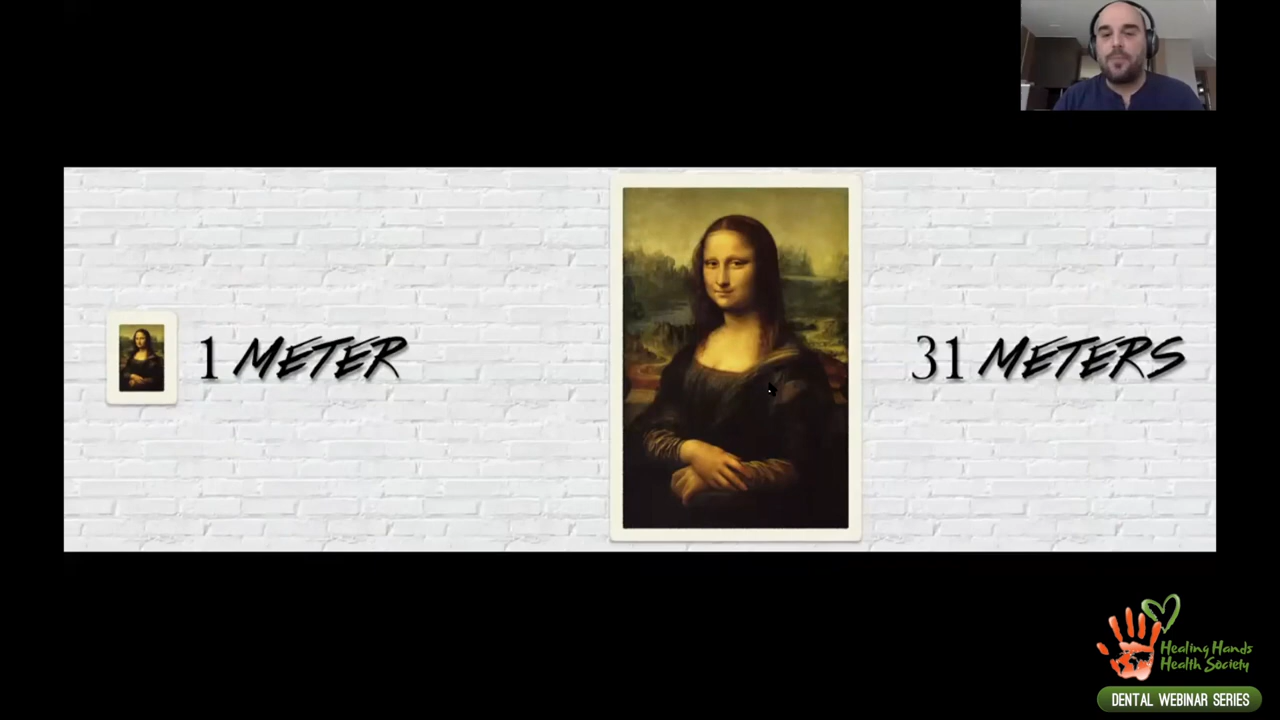 1 METER
31 METERS
Healing Hands
Health Society
DENTAL WEBINAR SERIES